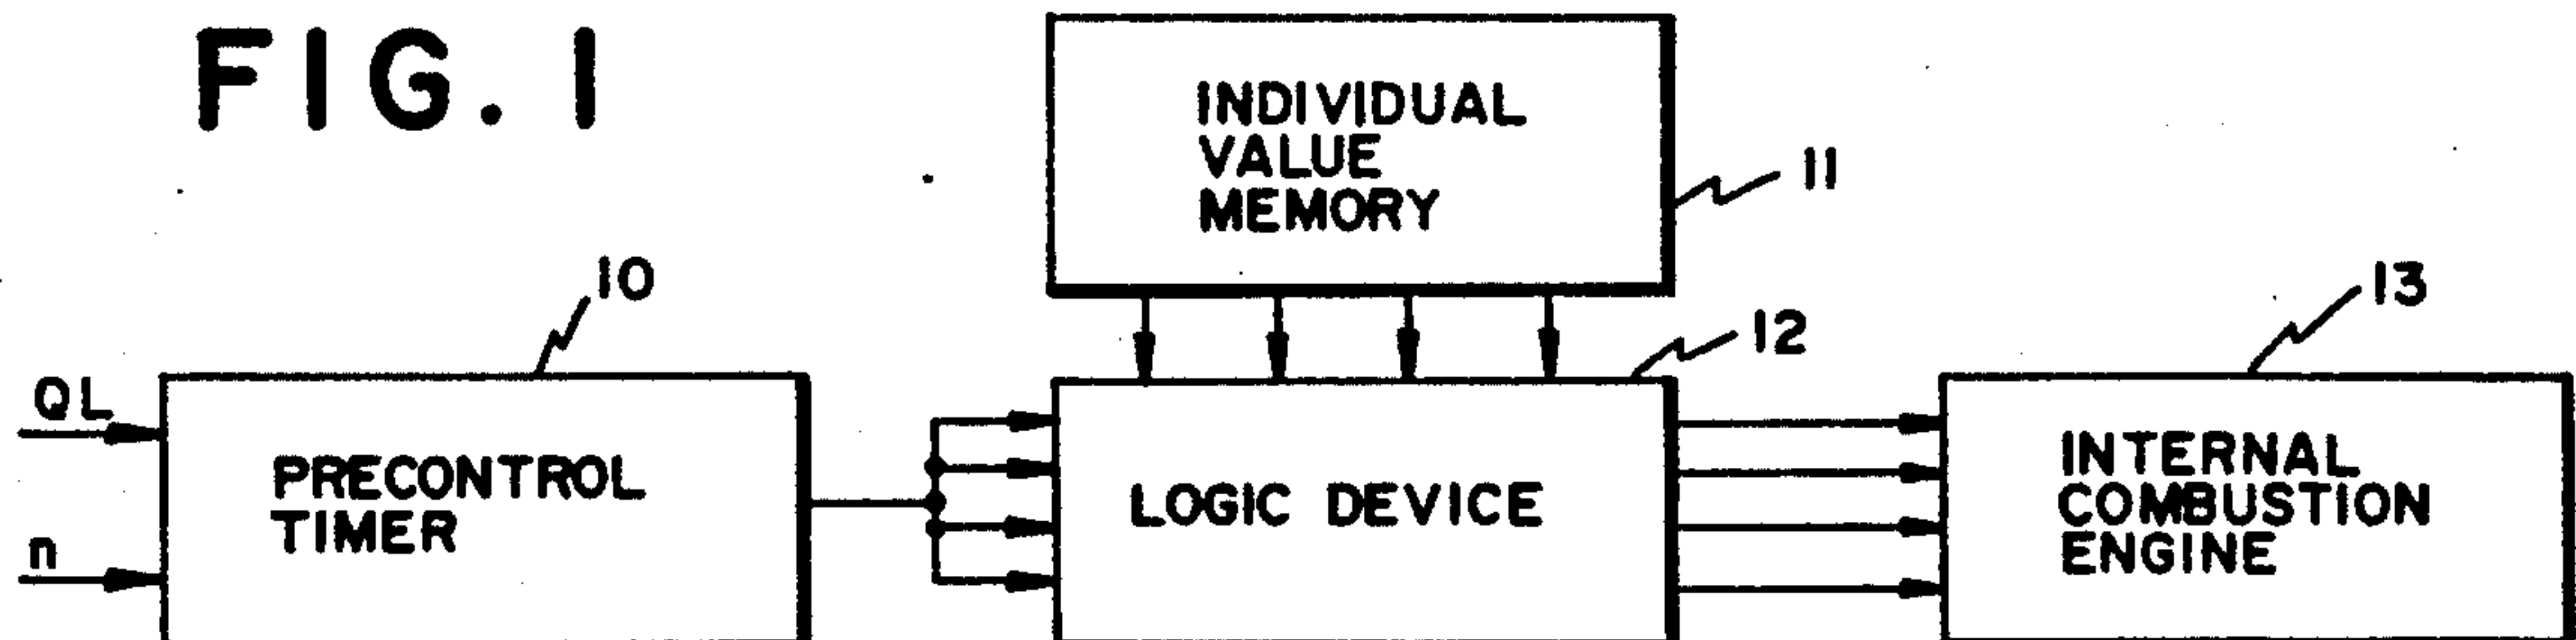 FIG. 1
INDIVIDUAL
VALUE
MEMORY
11
10
12
13
QL
n
PRECONTROL
TIMER
LOGIC DEVICE
INTERNAL
COMBUSTION
ENGINE